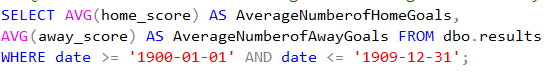 SELECT AVG(home_score) AS AverageNumberofHomeGoals,
AVG(away_score) AS AverageNumberofAwayGoals FROM dbo.results
WHERE date >= '1900-01-01' AND date <= '1909-12-31';